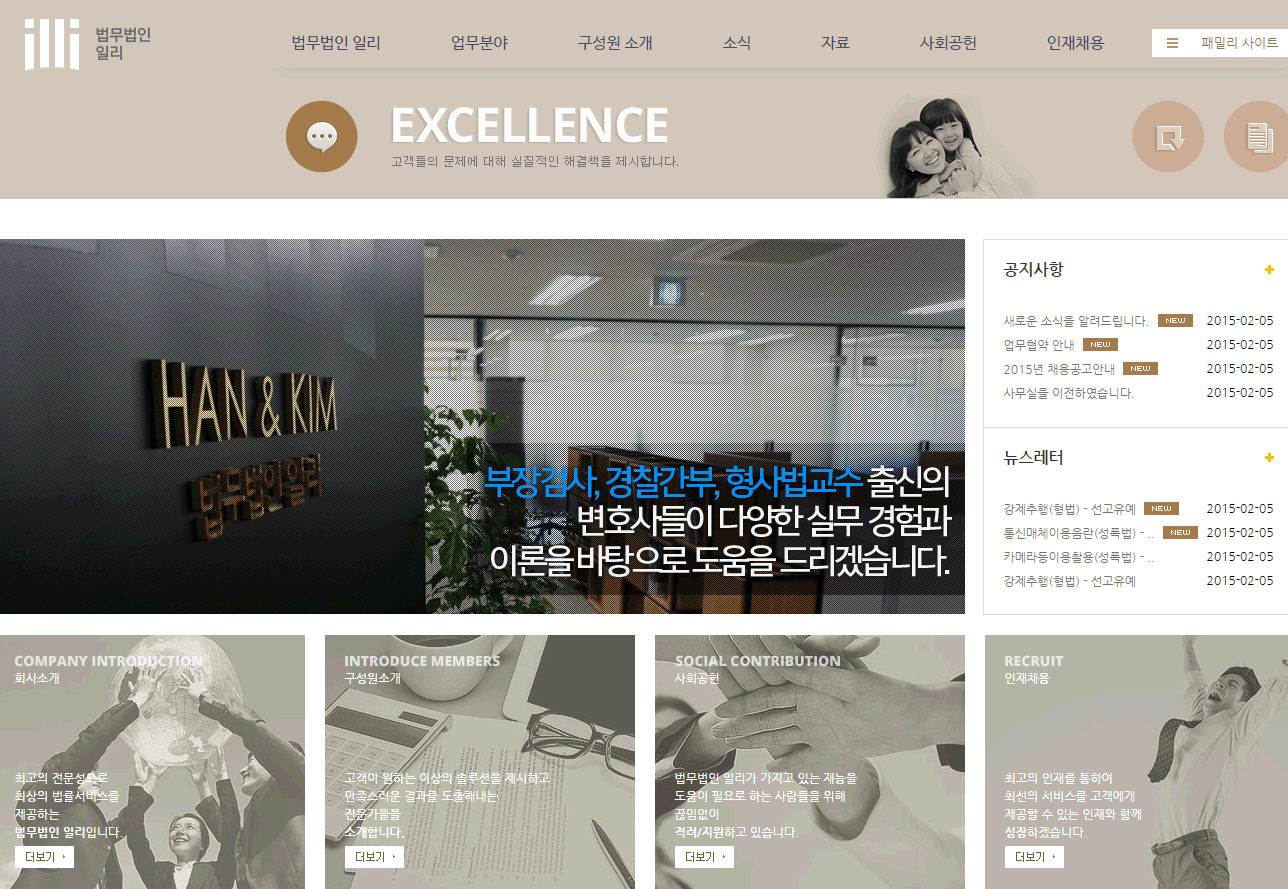 illi
법무법인
일리
법무법인 일리
업무분야
구성원 소개
소식
자료
사회공헌
인재채용
패밀리 사이트
EXCELLENCE
고객들의 문제에 대해 실질적인 해결책을 제시합니다.
HAN & KIM
법무법인일리
부장검사, 경찰간부, 형사법교수 출신의
변호사들이 다양한 실무 경험과
이론을 바탕으로 도움을 드리겠습니다.
공지사항
새로운 소식을 알려드립니다. NEW 2015-02-05
업무협약 안내 NEW 2015-02-05
2015년 채용공고안내 NEW 2015-02-05
사무실을 이전하였습니다. 2015-02-05
뉴스레터
강제추행(형법) - 선고유예 NEW 2015-02-05
통신매체이용음란(성폭법) - .. NEW 2015-02-05
카메라등이용촬용(성폭법) - .. 2015-02-05
강제추행(형법) - 선고유예 2015-02-05
COMPANY INTRODUCTION
회사소개
최고의 전문성으로
최상의 법률서비스를
제공하는
법무법인 일리입니다.
더보기
INTRODUCE MEMBERS
구성원소개
고객이 원하는 이상의 솔루션을 제시하고
만족스러운 결과를 도출해내는
전문가들을
소개합니다.
더보기
SOCIAL CONTRIBUTION
사회공헌
법무법인 일리가 가지고 있는 재능을
도움이 필요로 하는 사람들을 위해
끊임없이
격려/지원하고 있습니다.
더보기
RECRUIT
인재채용
최고의 인재를 통하여
최선의 서비스를 고객에게
제공할 수 있는 인재와 함께
성장하겠습니다.
더보기